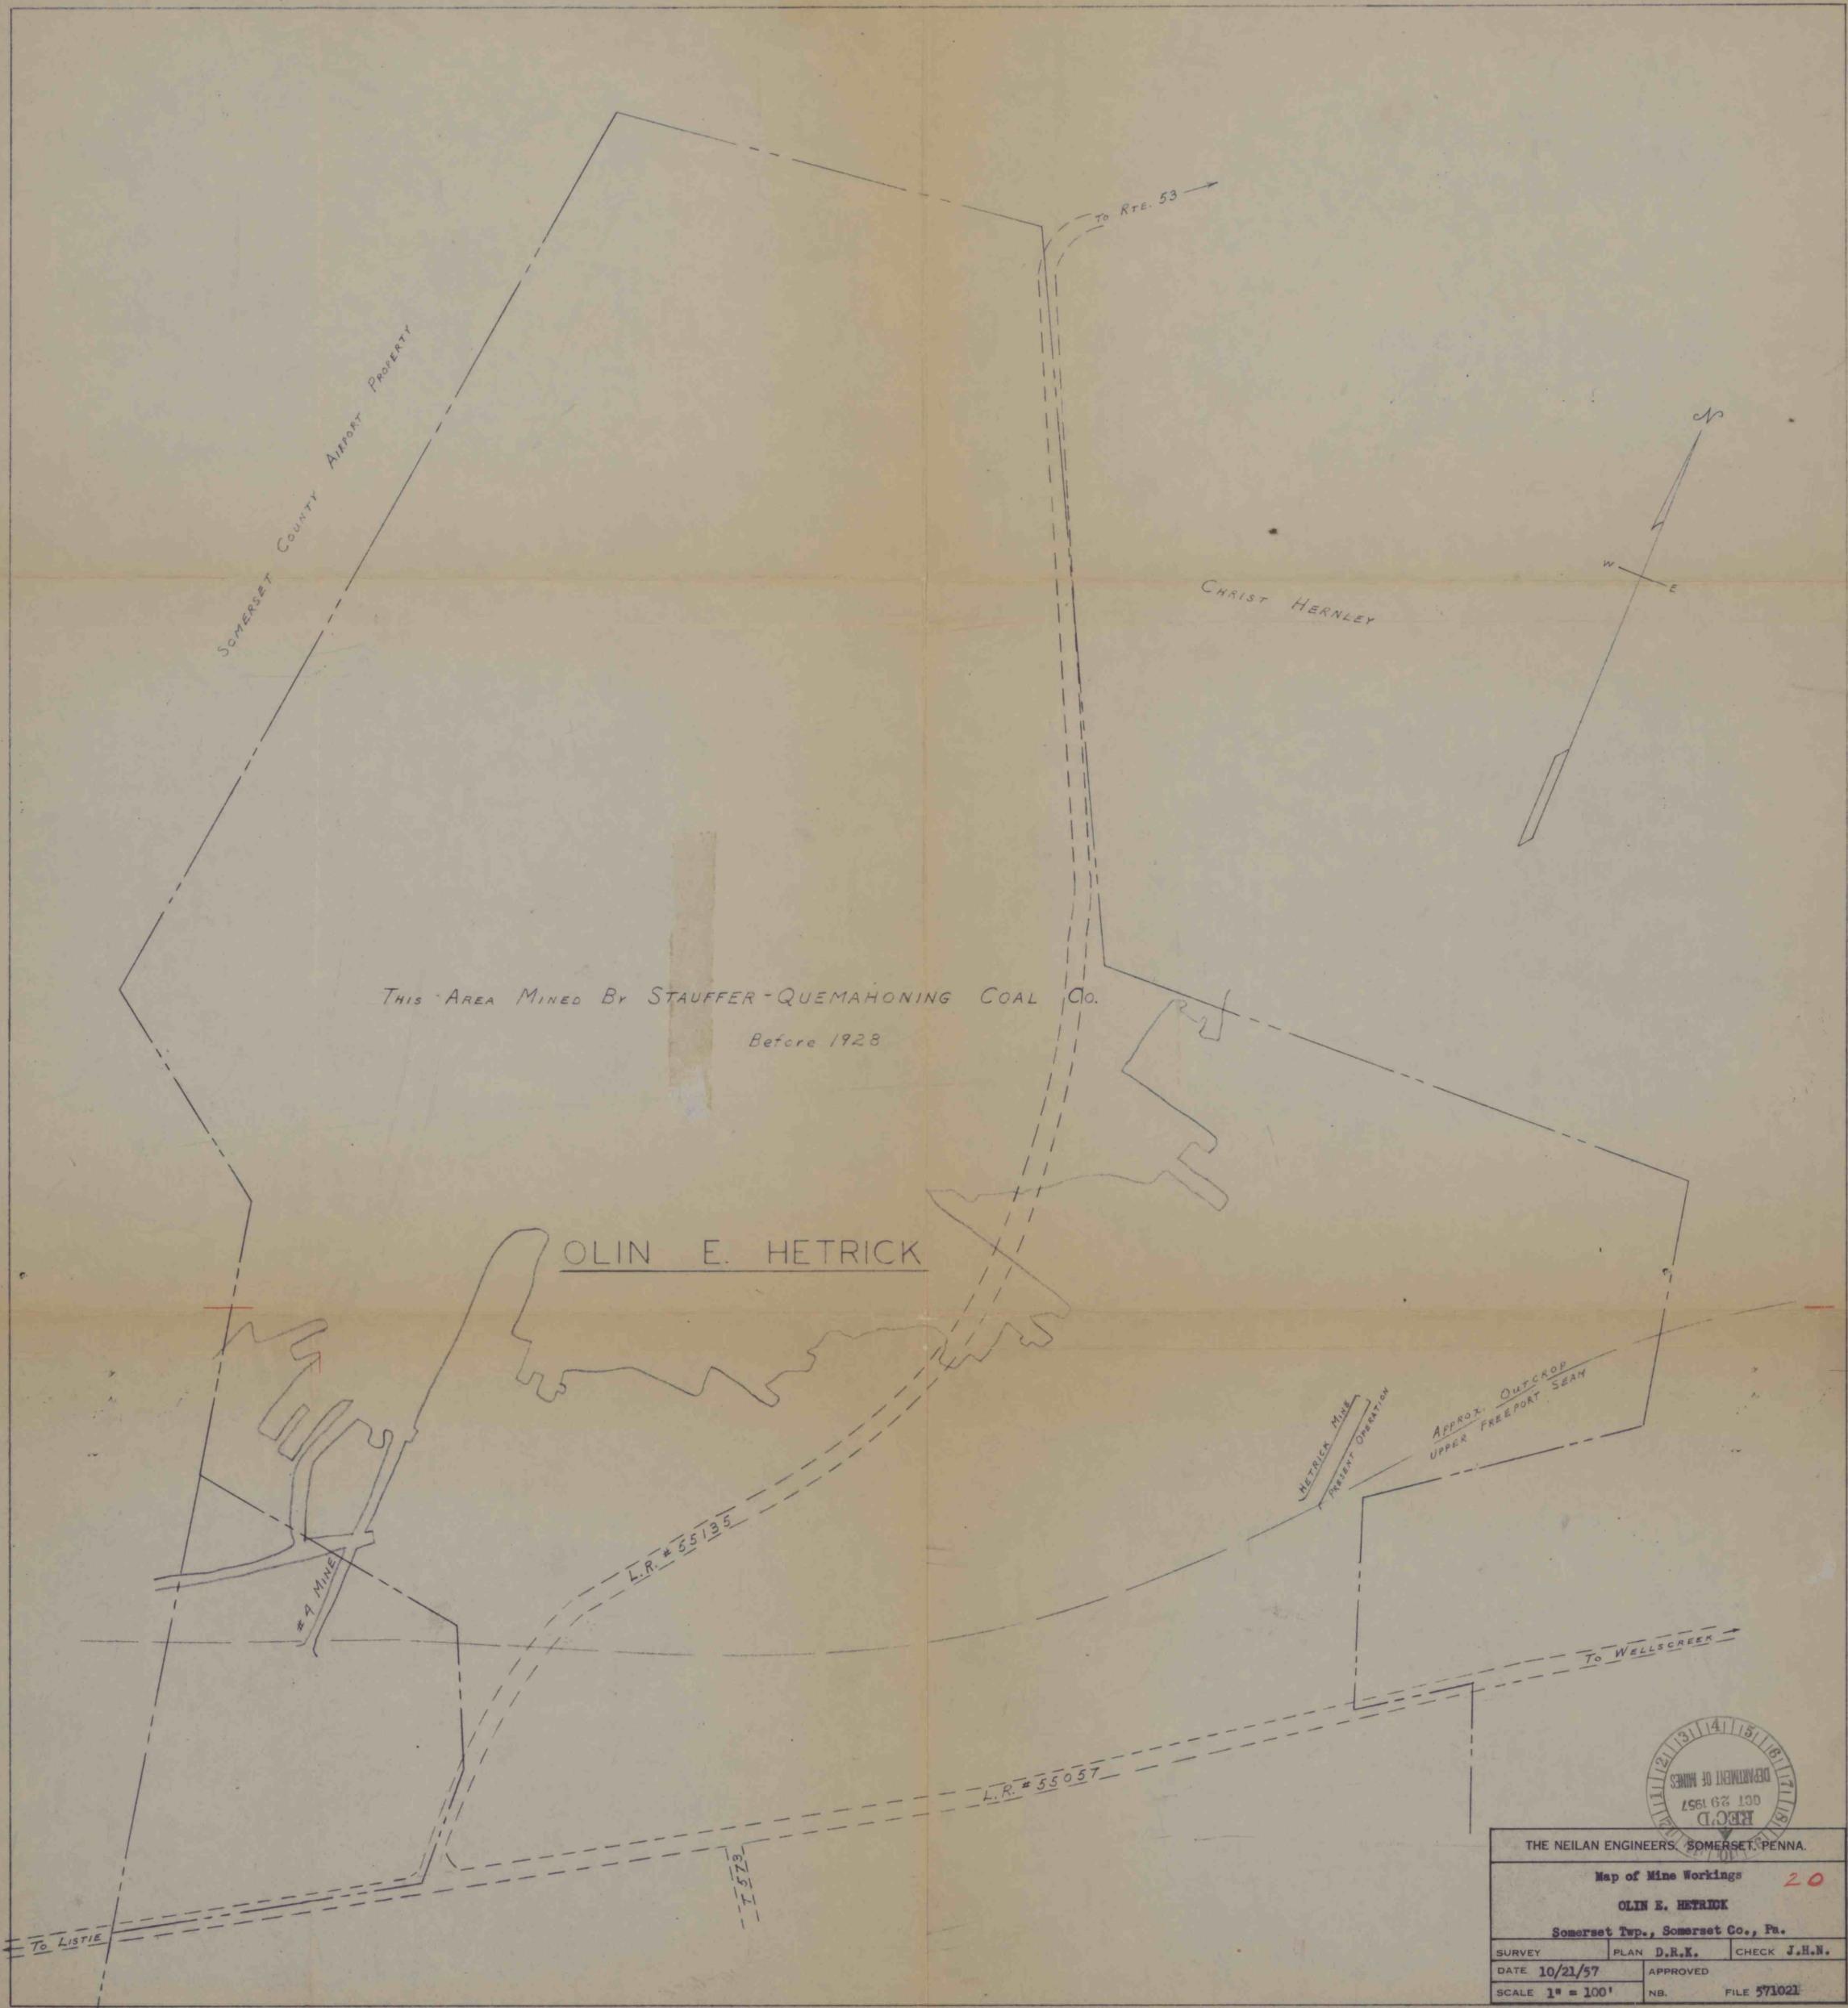 To RTE. 53
N
W
E
SOMERSET COUNTY AIRPORT PROPERTY
CHRIST HERNLEY
THIS AREA MINED BY STAUFFER-QUEMAHONING COAL CO.
Before 1928
OLIN E. HETRICK
HETRICK MINE
PRESENT OPERATION
APPROX. OUTCROP
UPPER FREEPORT SEAM
L.R. # 55135
# 4 MINE
To WELLSCREEK
L.R. # 55057
T 573
To LISTIE
DEPARTMENT OF MINES
OCT 29 1957
REC'D
THE NEILAN ENGINEERS, SOMERSET, PENNA.
Map of Mine Workings
20
OLIN E. HETRICK
Somerset Twp., Somerset Co., Pa.
SURVEY PLAN D.R.K. CHECK J.H.N.
DATE 10/21/57 APPROVED
SCALE 1" = 100' NB. FILE 571021